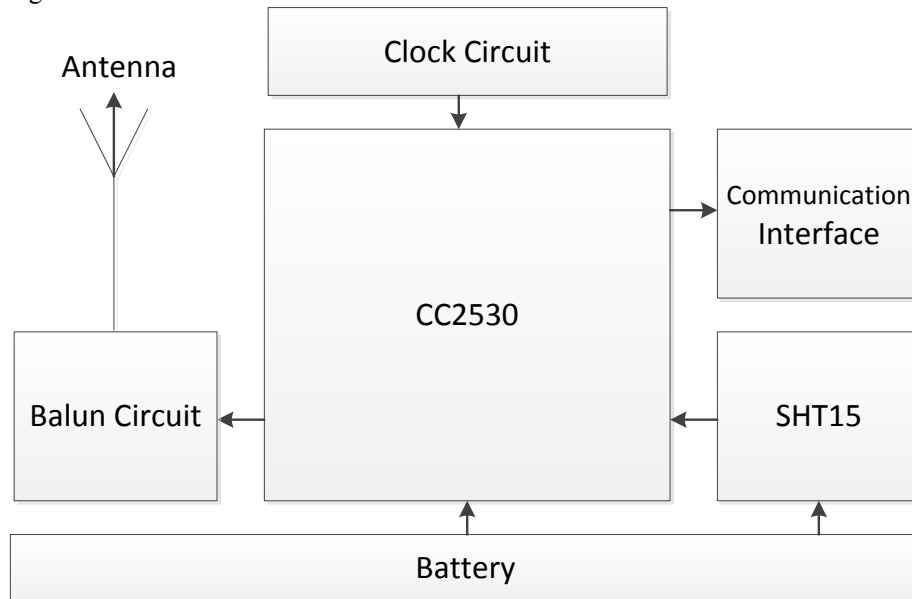 Clock Circuit
Antenna
Communication
Interface
CC2530
Balun Circuit
SHT15
Battery